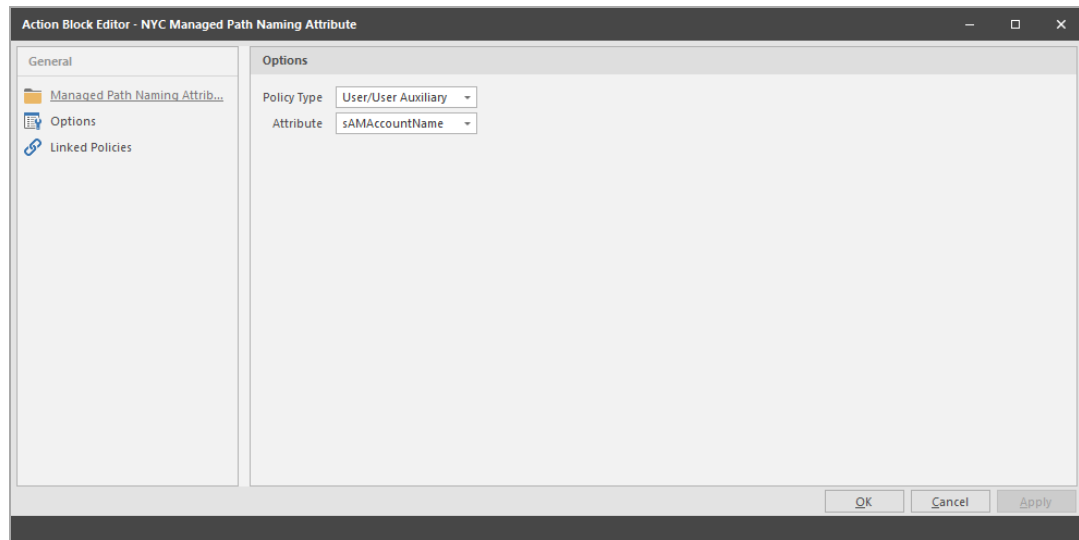 Action Block Editor - NYC Managed Path Naming Attribute
General
Managed Path Naming Attrib...
Options
Linked Policies
Options
Policy Type User/User Auxiliary
Attribute sAMAccountName
OK Cancel Apply